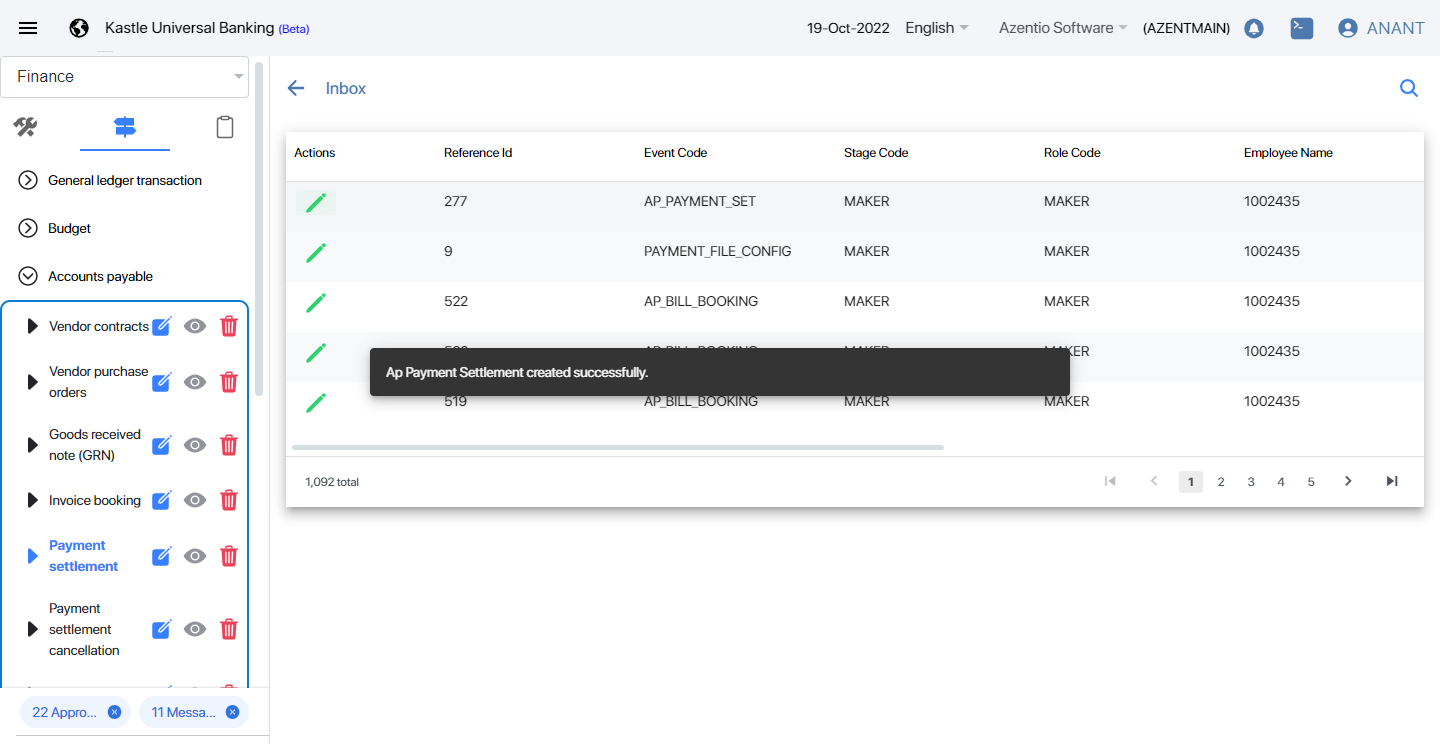 Kastle Universal Banking (Beta)
19-Oct-2022 English Azentio Software (AZENTMAIN) ANANT
Finance
General ledger transaction
Budget
Accounts payable
Vendor contracts
Vendor purchase
orders
Goods received
note (GRN)
Invoice booking
Payment
settlement
Payment
settlement
cancellation
22 Appro... 11 Messa...
Inbox
Actions Reference Id Event Code Stage Code Role Code Employee Name
277 AP_PAYMENT_SET MAKER MAKER 1002435
9 PAYMENT_FILE_CONFIG MAKER MAKER 1002435
522 AP_BILL_BOOKING MAKER MAKER 1002435
AP_BILL_BOOKING MAKER MAKER 1002435
Ap Payment Settlement created successfully.
519 AP_BILL_BOOKING MAKER MAKER 1002435
1,092 total 1 2 3 4 5